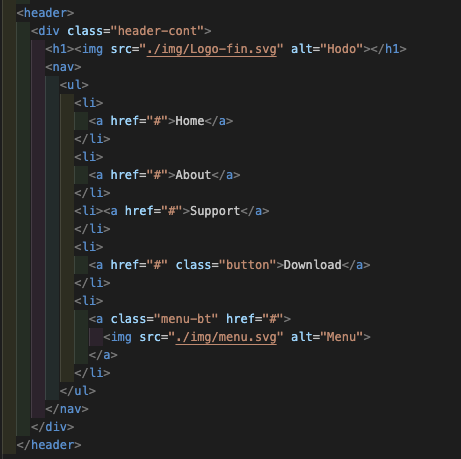 <header>
<div class="header-cont">
<h1><img src="./img/Logo-fin.svg" alt="Hodo"></h1>
<nav>
<ul>
<li>
<a href="#">Home</a>
</li>
<li>
<a href="#">About</a>
</li>
<li><a href="#">Support</a>
</li>
<li>
<a href="#" class="button">Download</a>
</li>
<li>
<a class="menu-bt" href="#">
<img src="./img/menu.svg" alt="Menu">
</a>
</li>
</ul>
</nav>
</div>
</header>